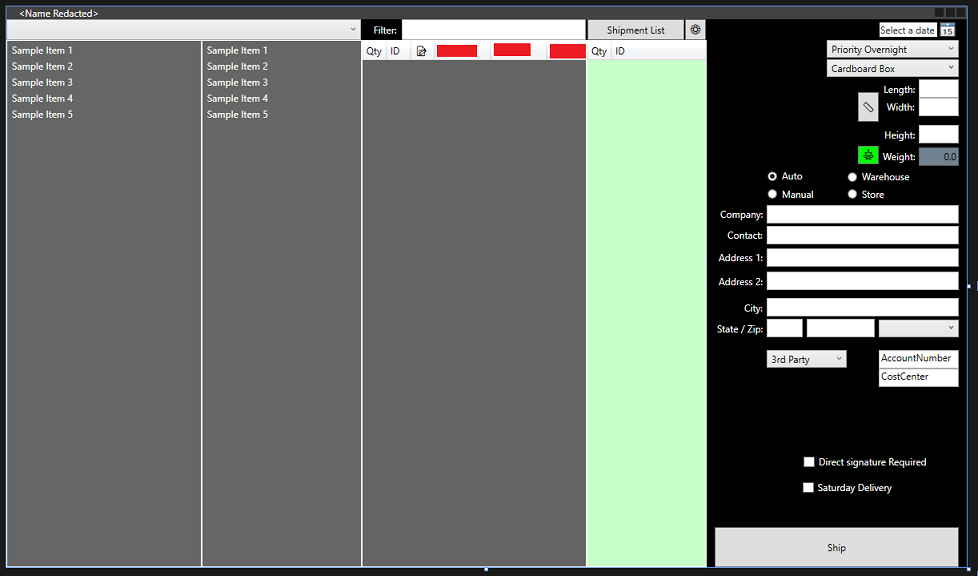 <Name Redacted>
Filter:
Shipment List
Select a date
15
Sample Item 1
Sample Item 2
Sample Item 3
Sample Item 4
Sample Item 5
Sample Item 1
Sample Item 2
Sample Item 3
Sample Item 4
Sample Item 5
Qty ID
Qty ID
Priority Overnight
Cardboard Box
Length:
Width:
Height:
Weight: 0.0
Auto
Warehouse
Manual
Store
Company:
Contact:
Address 1:
Address 2:
City:
State / Zip:
3rd Party
AccountNumber
CostCenter
Direct signature Required
Saturday Delivery
Ship